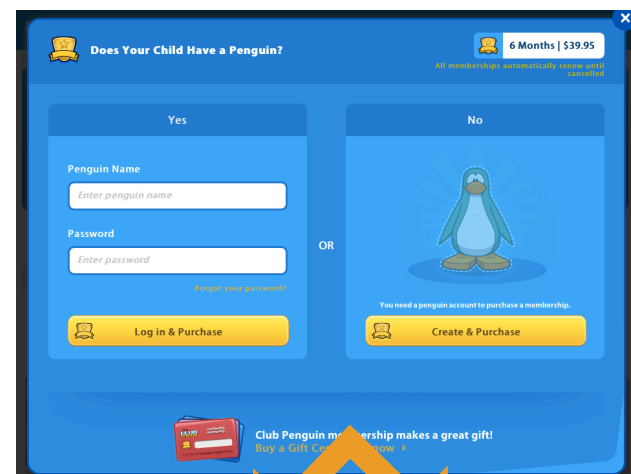 Does Your Child Have a Penguin?
6 Months | $39.95
All memberships automatically renew until
cancelled
Yes
No
Penguin Name
Enter penguin name
Password
Enter password
Forgot your password?
Log in & Purchase
OR
You need a penguin account to purchase a membership.
Create & Purchase
Club Penguin membership makes a great gift!
Buy a Gift now >